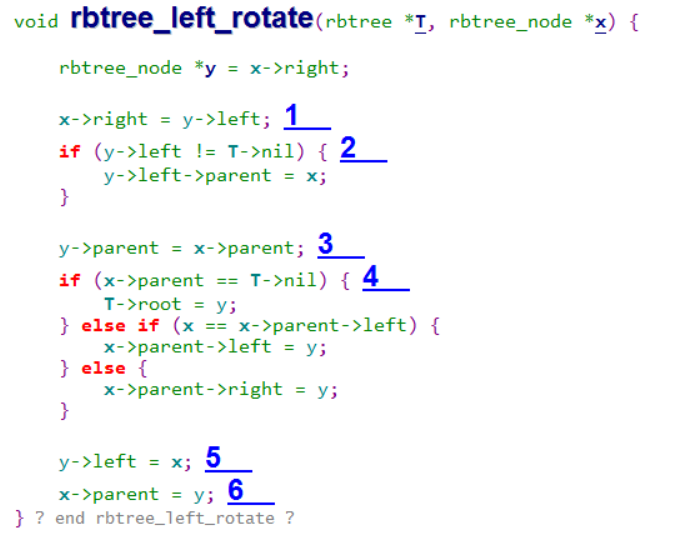 void rbtree_left_rotate(rbtree *T, rbtree_node *x) {
rbtree_node *y = x->right;
x->right = y->left; 1
if (y->left != T->nil) { 2
y->left->parent = x;
}
y->parent = x->parent; 3
if (x->parent == T->nil) { 4
T->root = y;
} else if (x == x->parent->left) {
x->parent->left = y;
} else {
x->parent->right = y;
}
y->left = x; 5
x->parent = y; 6
} ? end rbtree_left_rotate ?